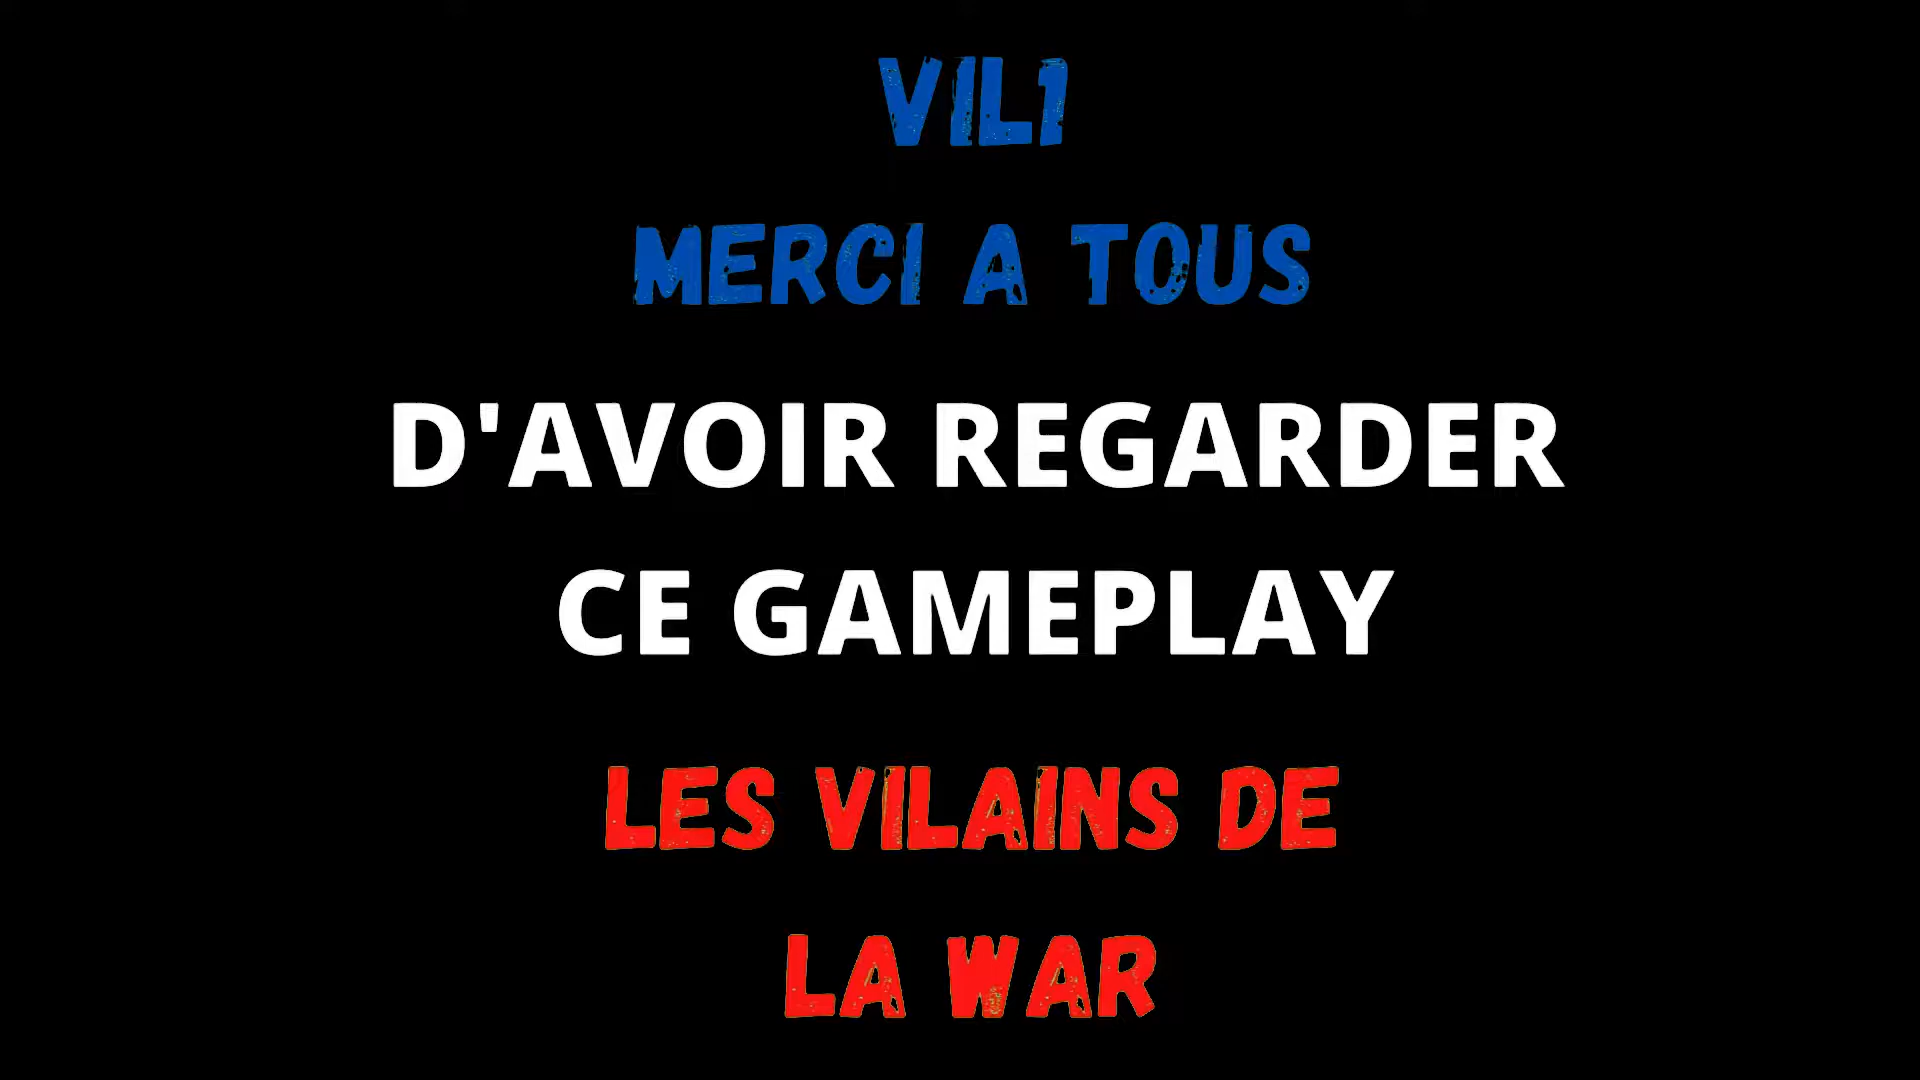 VIL1
MERCI A TOUS
D'AVOIR REGARDER
CE GAMEPLAY
LES VILAINS DE
LA WAR